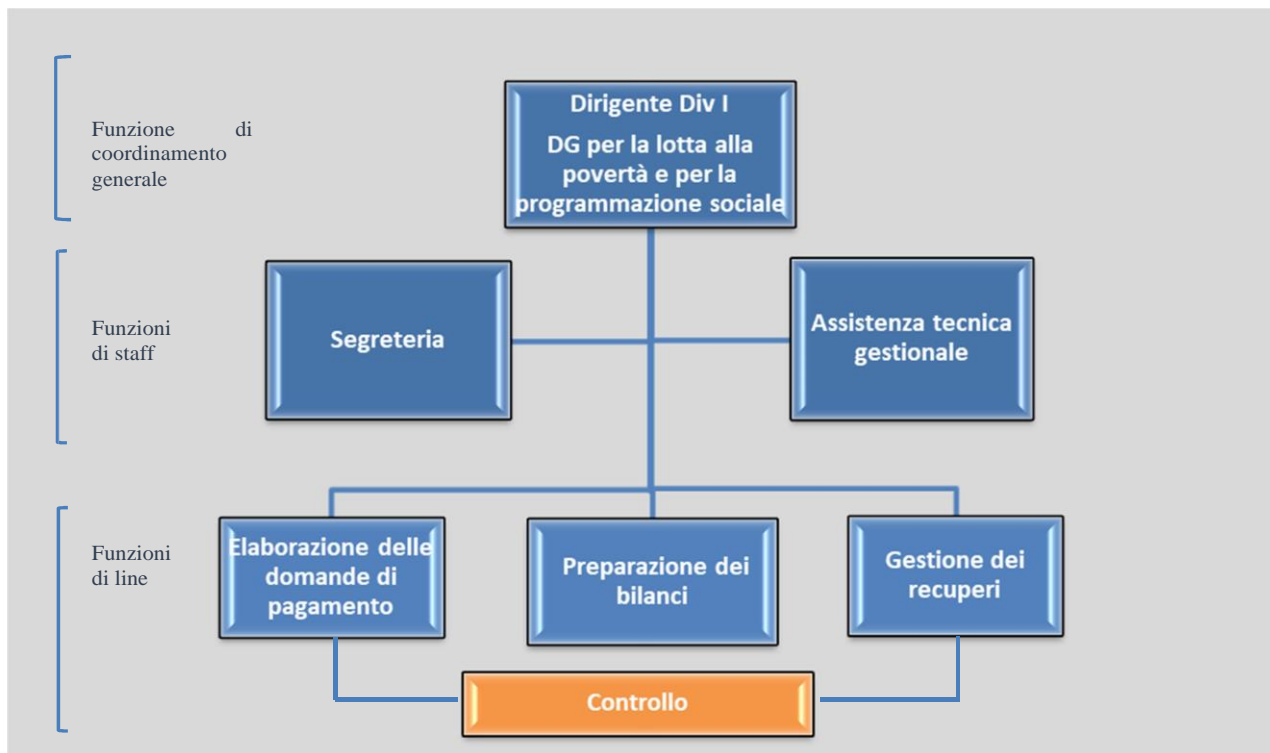 Funzione di
coordinamento
generale
Dirigente Div I
DG per la lotta alla
povertà e per la
programmazione sociale
Funzioni
di staff
Segreteria
Assistenza tecnica
gestionale
Funzioni
di line
Elaborazione delle
domande di
pagamento
Preparazione dei
bilanci
Gestione dei
recuperi
Controllo